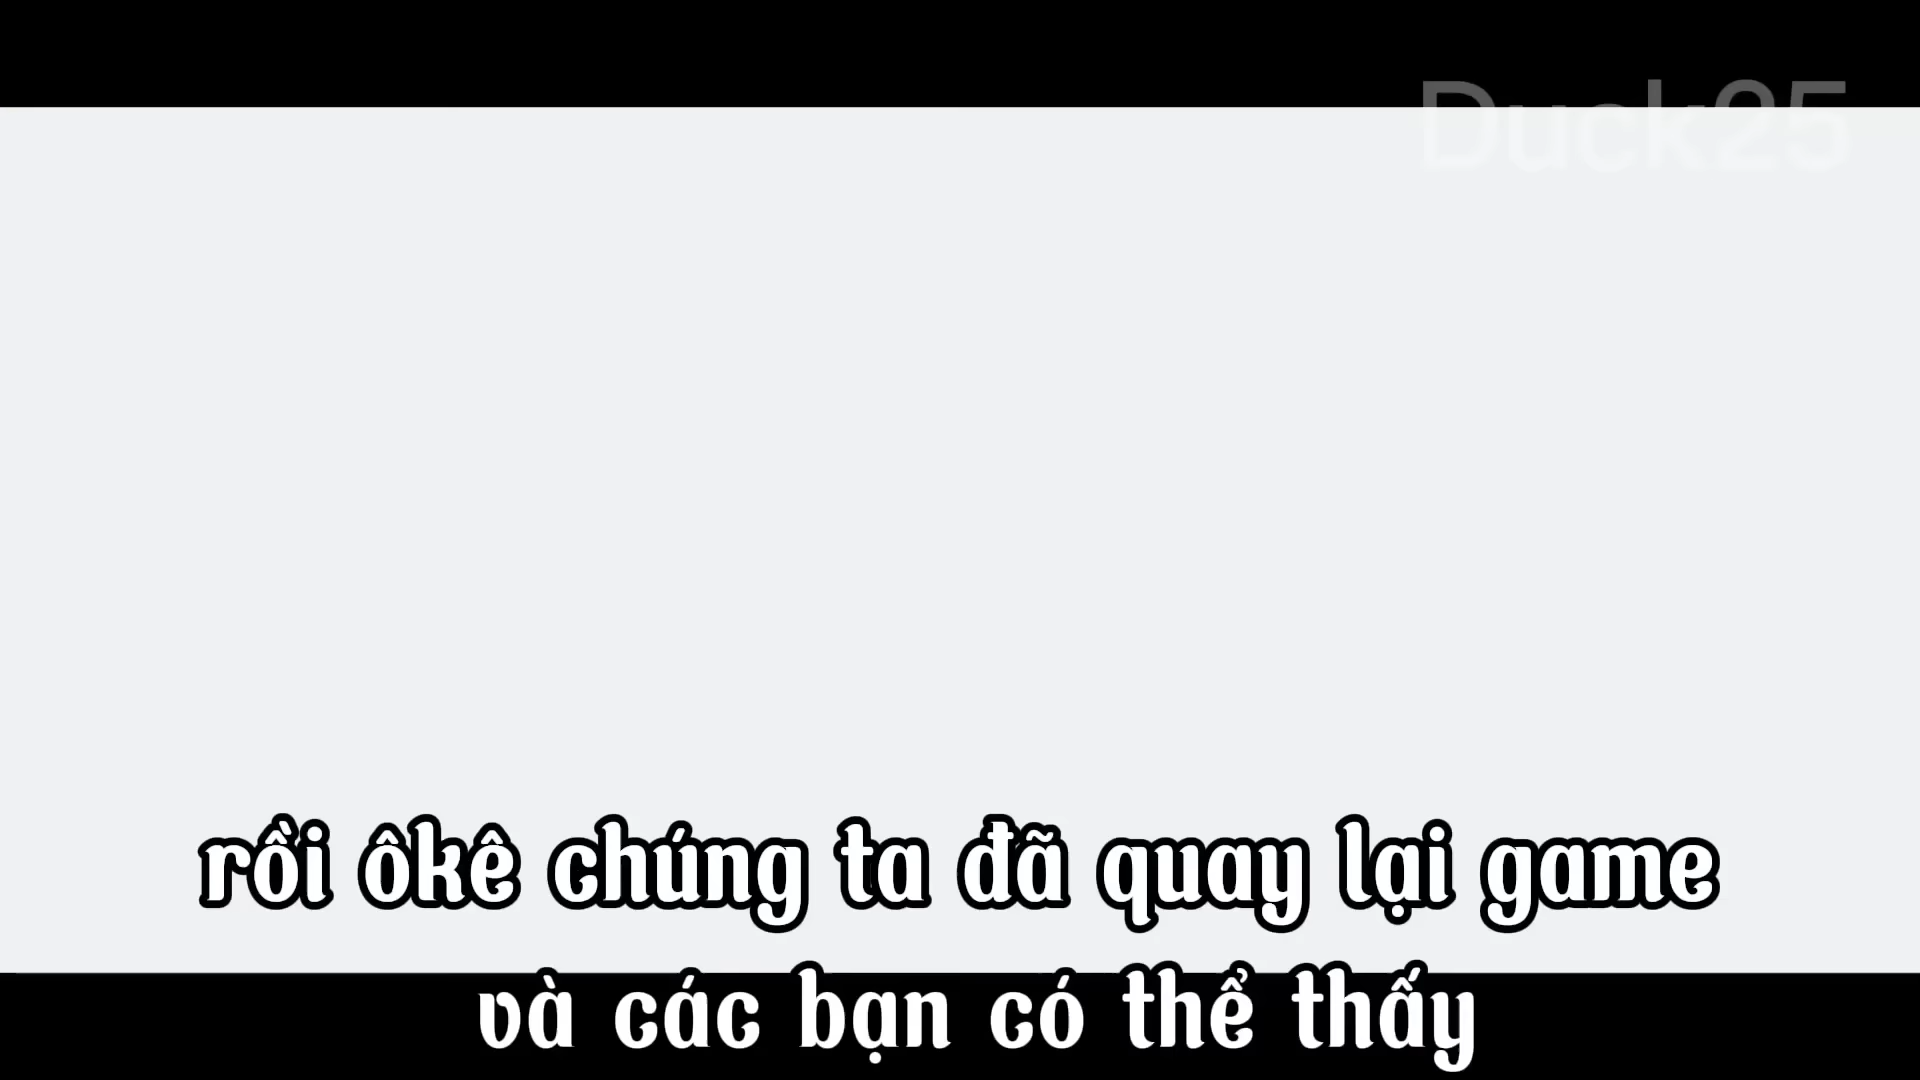 Duck25
rồi ôkê chúng ta đã quay lại game
và các bạn có thể thấy